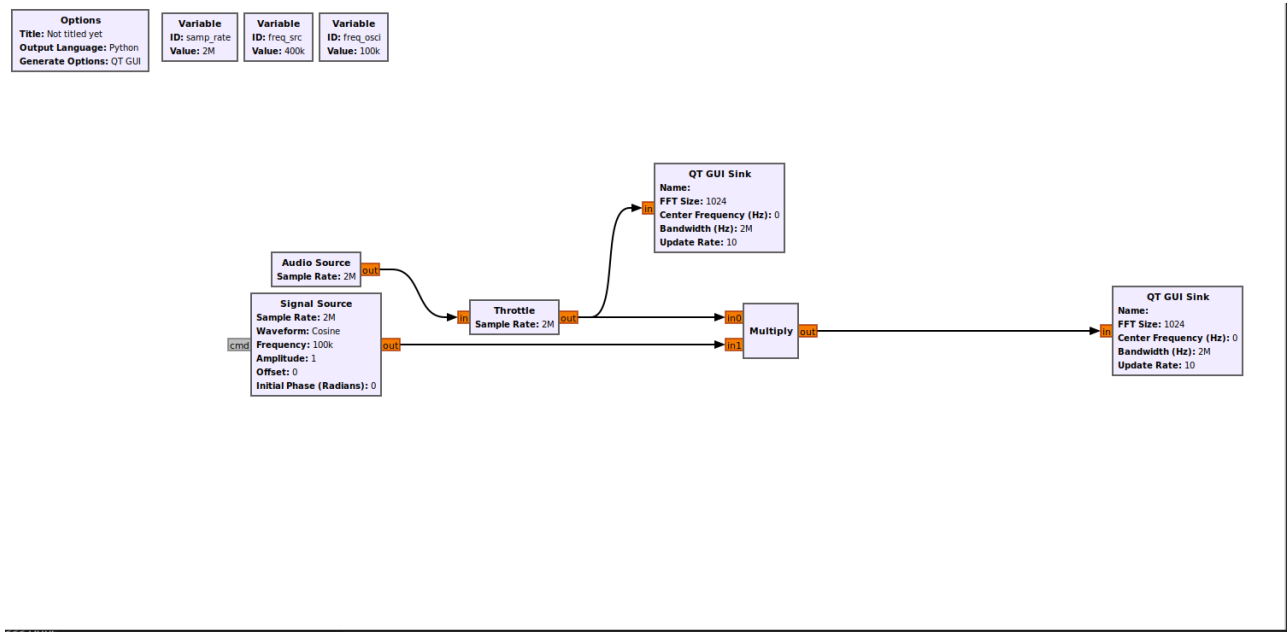 Options
Title: Not titled yet
Output Language: Python
Generate Options: QT GUI
Variable
ID: samp_rate
Value: 2M
Variable
ID: freq_src
Value: 400k
Variable
ID: freq_osci
Value: 100k
QT GUI Sink
Name:
FFT Size: 1024
Center Frequency (Hz): 0
Bandwidth (Hz): 2M
Update Rate: 10
in
Audio Source
Sample Rate: 2M
out
Signal Source
Sample Rate: 2M
Waveform: Cosine
Frequency: 100k
Amplitude: 1
Offset: 0
Initial Phase (Radians): 0
cmd
out
in
Throttle
Sample Rate: 2M
out
in0
in1
Multiply
out
in
QT GUI Sink
Name:
FFT Size: 1024
Center Frequency (Hz): 0
Bandwidth (Hz): 2M
Update Rate: 10